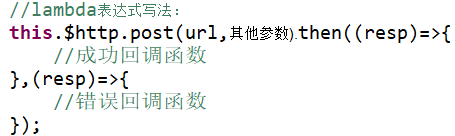 //lambda表达式写法：
this.$http.post(url,其他参数).then((resp)=>{
    //成功回调函数
},(resp)=>{
    //错误回调函数
});